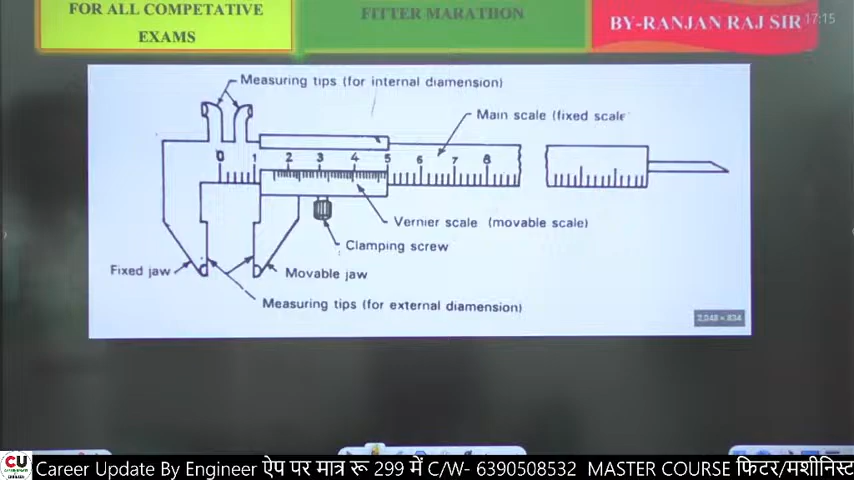 FOR ALL COMPETATIVE
EXAMS
FITTER MARATHON
BY-RANJAN RAJ SIR
17:15
Measuring tips (for internal diamension)
Main scale (fixed scale
0 1 2 3 4 5 6 7 8
Vernier scale (movable scale)
Clamping screw
Fixed jaw
Movable jaw
Measuring tips (for external diamension)
2,048 × 834
CU
Career Update By Engineer ऐप पर मात्र रू 299 में C/W- 6390508532 MASTER COURSE फिटर/मशीनिस्ट